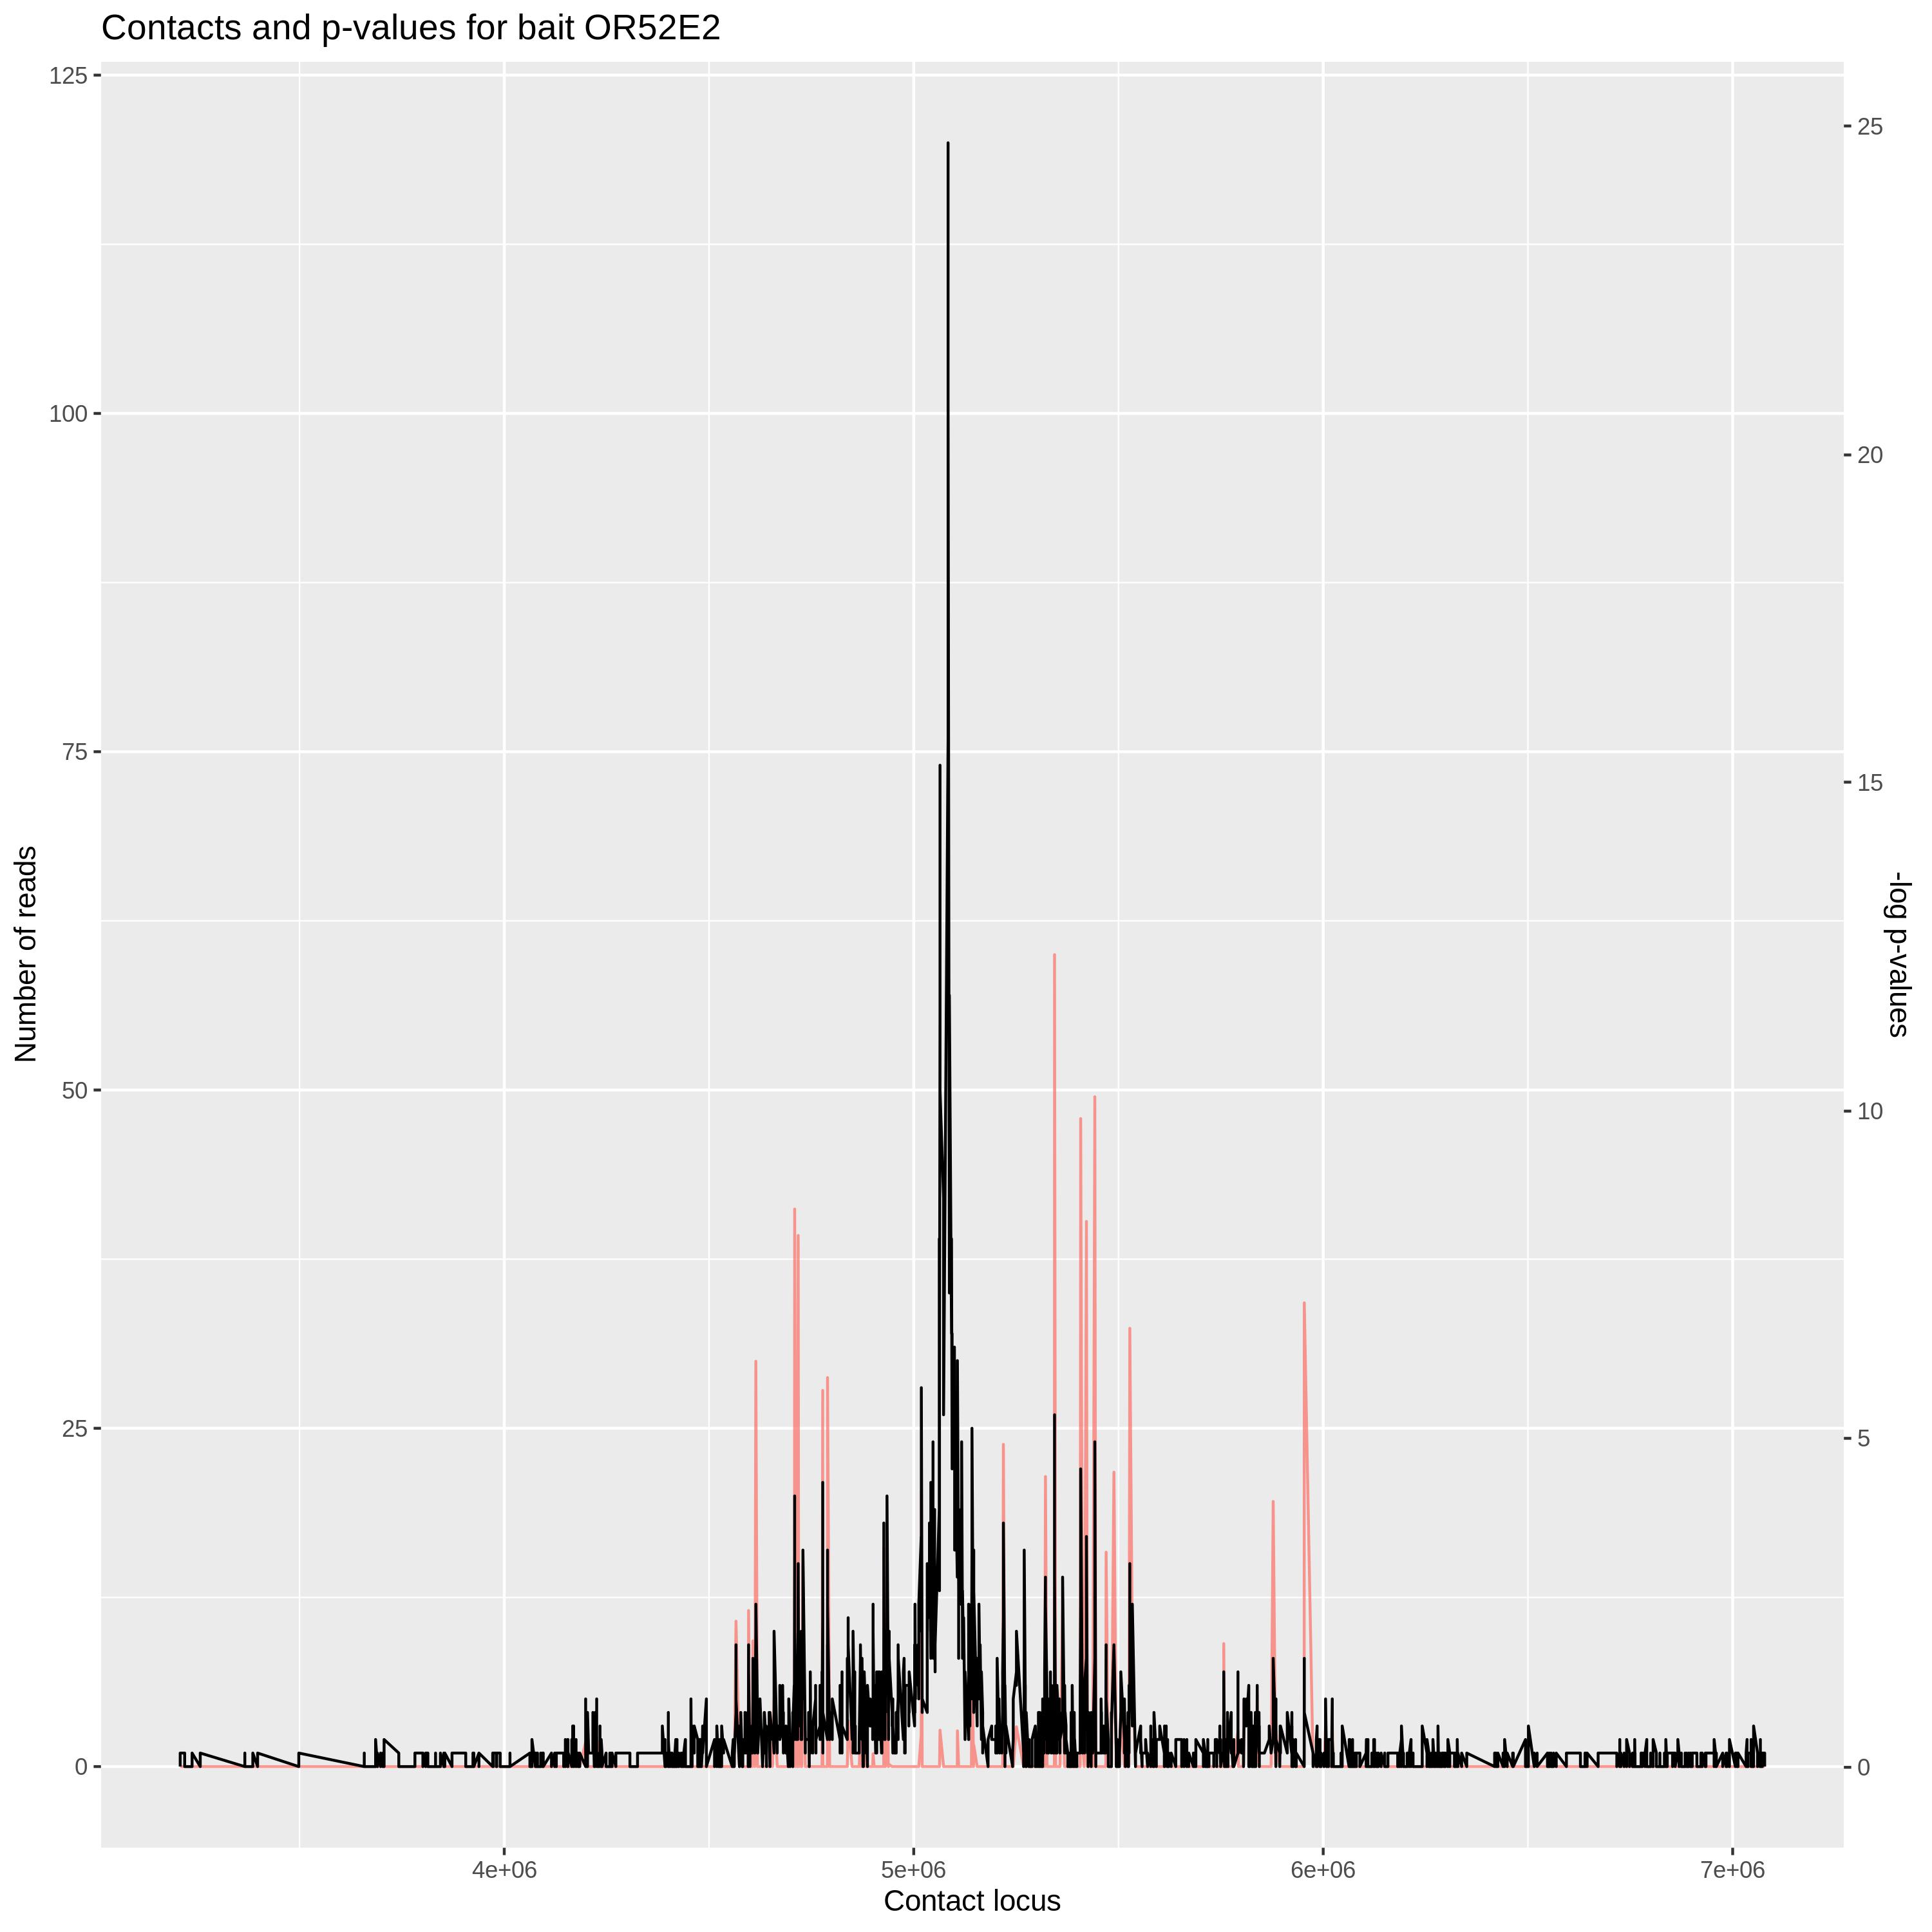 Contacts and p-values for bait OR52E2
125
100
75
50
25
0
Number of reads
25
20
15
10
5
0
-log p-values
4e+06
5e+06
6e+06
7e+06
Contact locus